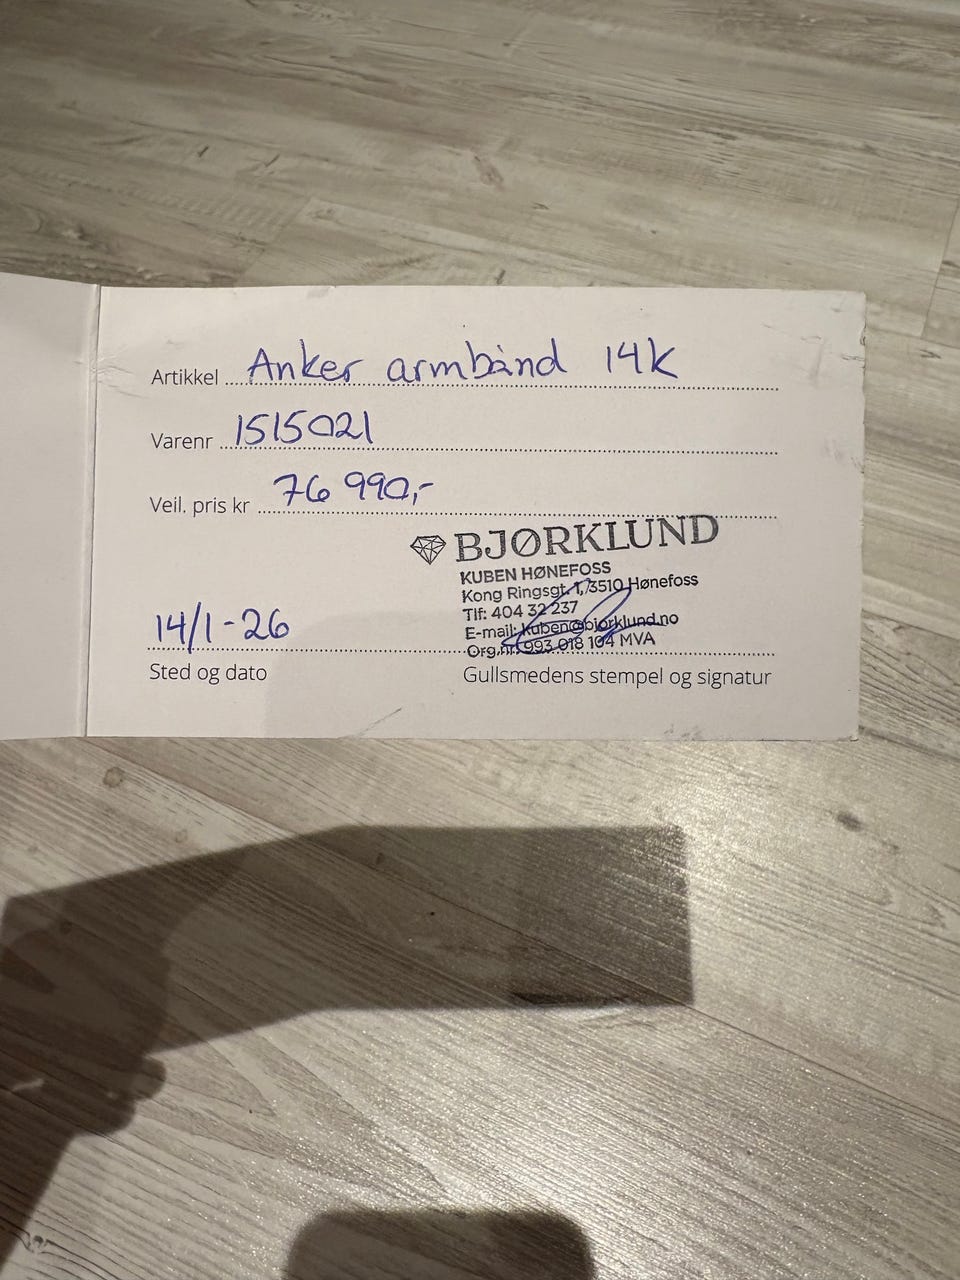 Artikkel Anker armbånd 14k
Varenr 1515021
Veil. pris kr 76 990,-
BJØRKLUND
KUBEN HØNEFOSS
Kong Ringsgt. 1, 3510 Hønefoss
Tlf: 404 32 237
E-mail: kuben@bjorklund.no
Org.nr. 993 018 104 MVA
14/1-26
Sted og dato
Gullsmedens stempel og signatur